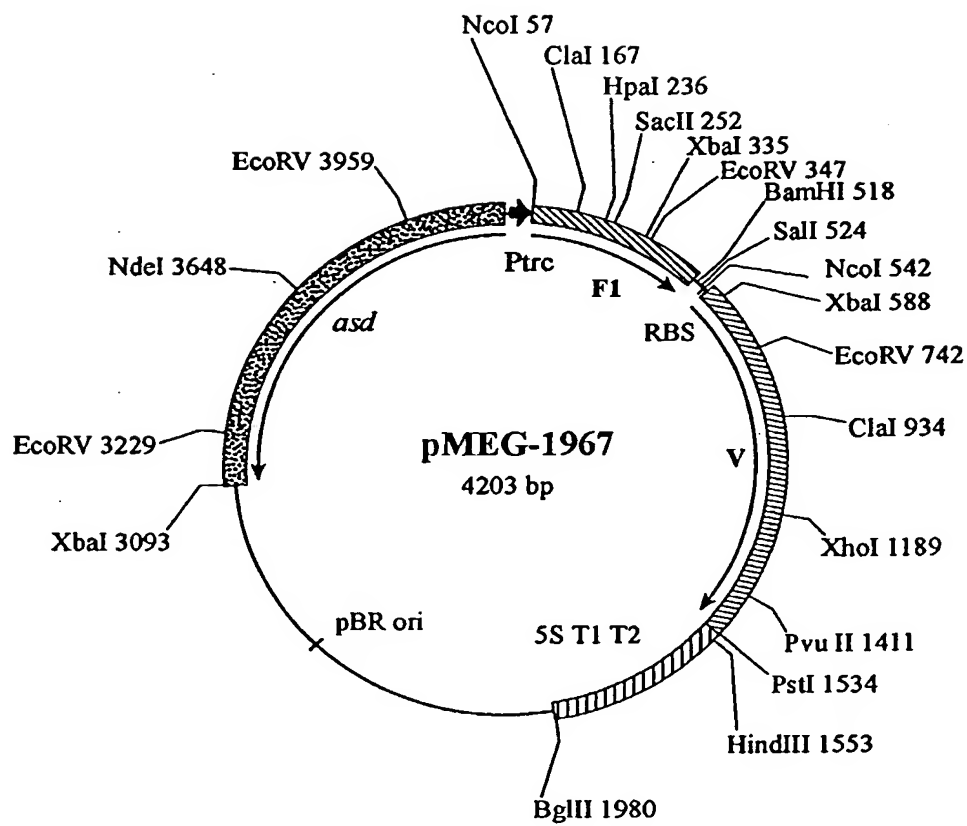 NcoI 57
ClaI 167
HpaI 236
SacII 252
XbaI 335
EcoRV 347
BamHI 518
SalI 524
NcoI 542
XbaI 588
EcoRV 742
ClaI 934
XhoI 1189
Pvu II 1411
PstI 1534
HindIII 1553
BglII 1980
XbaI 3093
EcoRV 3229
NdeI 3648
EcoRV 3959
Ptrc
F1
RBS
asd
V
pMEG-1967
4203 bp
pBR ori
5S T1 T2